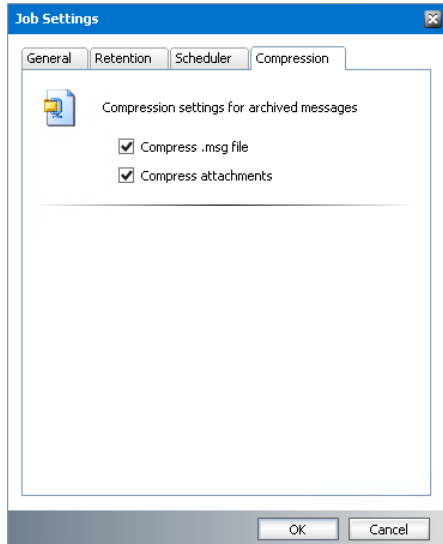 Job Settings
General Retention Scheduler Compression
Compression settings for archived messages
Compress .msg file
Compress attachments
OK Cancel